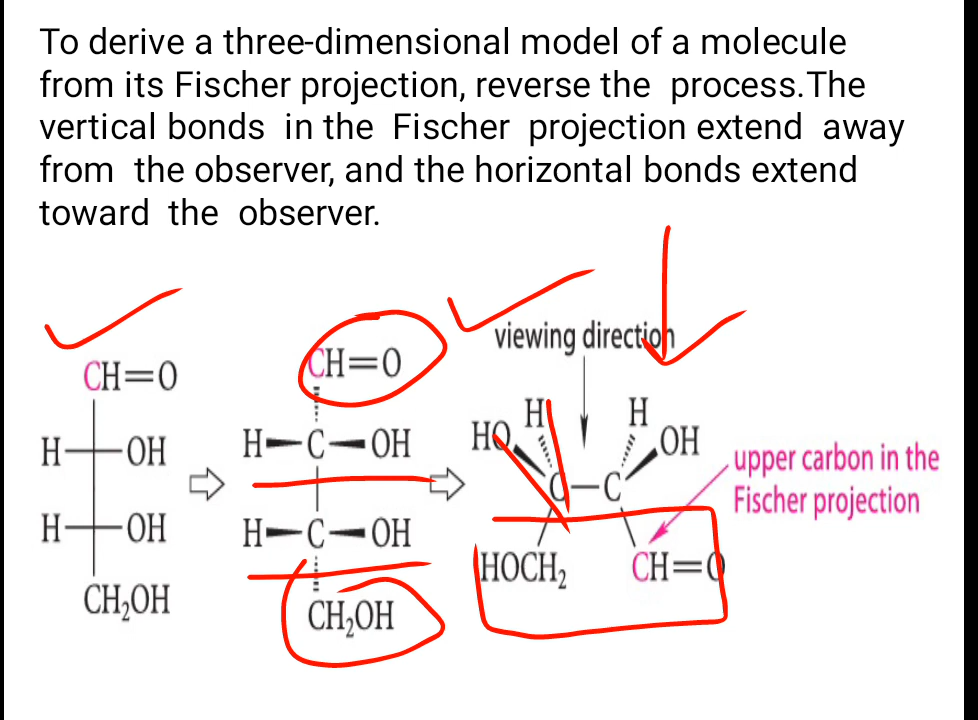 To derive a three-dimensional model of a molecule
from its Fischer projection, reverse the process.The
vertical bonds in the Fischer projection extend away
from the observer, and the horizontal bonds extend
toward the observer.
viewing direction
CH=O
H OH
H OH
CH₂OH
CH=O
H C OH
H C OH
CH₂OH
H H
HO OH
C—C
HOCH₂ CH=O
upper carbon in the
Fischer projection